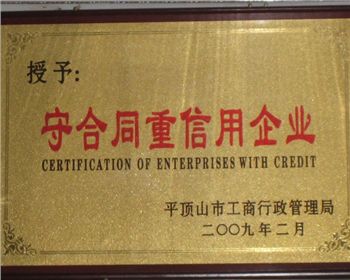 授予:
守合同重信用企业
CERTIFICATION OF ENTERPRISES WITH CREDIT
平顶山市工商行政管理局
二〇〇九年二月